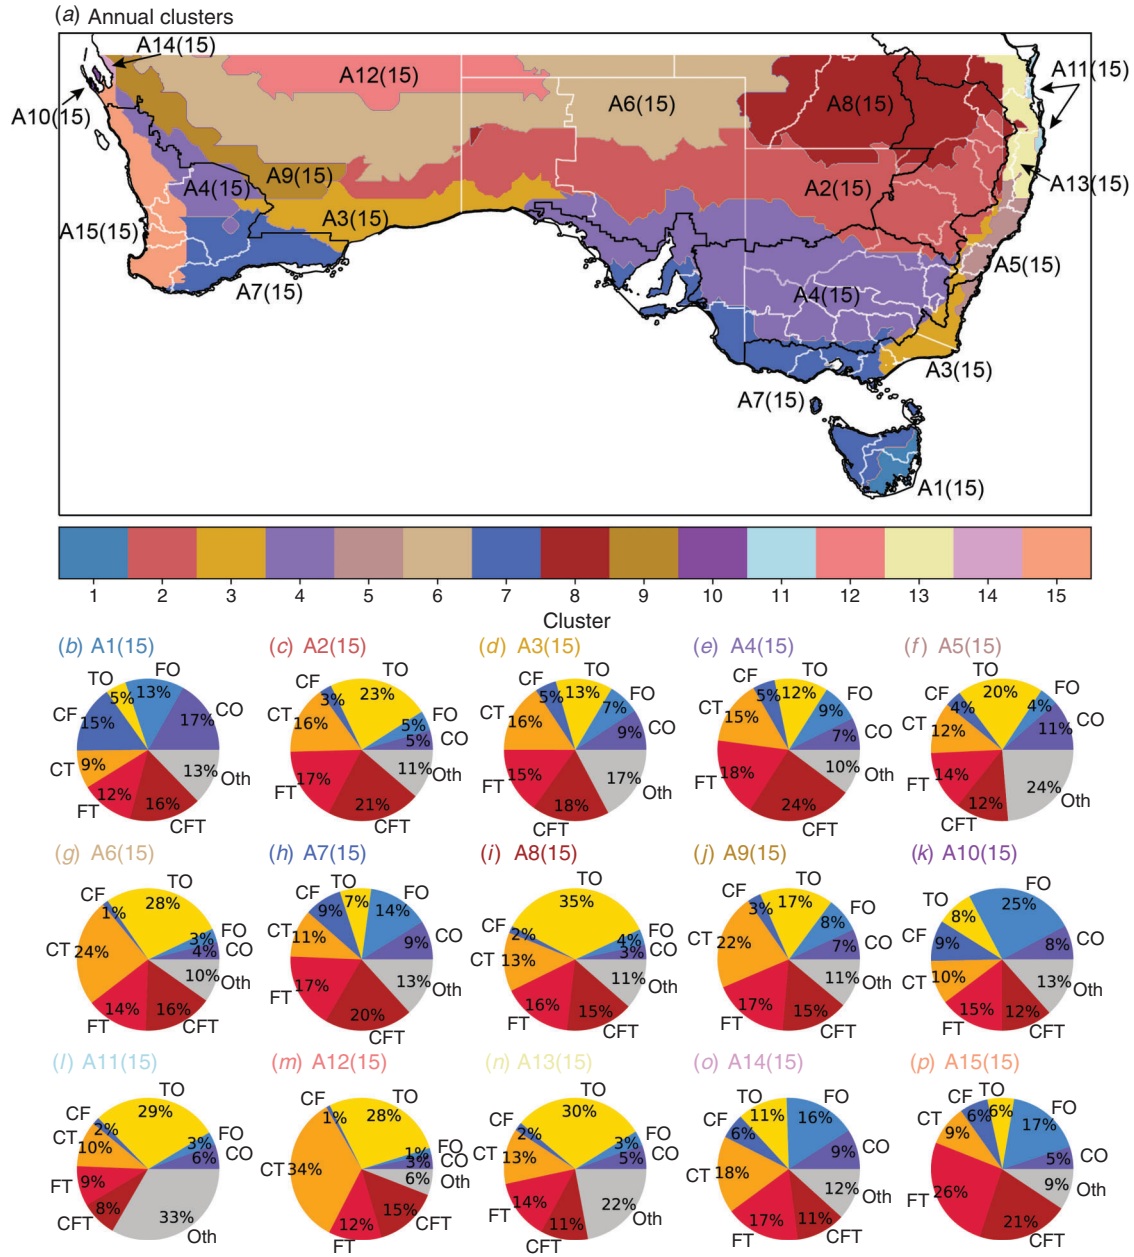 (a) Annual clusters
A14(15)
A12(15)
A6(15)
A8(15)
A11(15)
A10(15)
A9(15)
A4(15)
A2(15)
A13(15)
A3(15)
A15(15)
A5(15)
A7(15)
A4(15)
A3(15)
A7(15)
A1(15)
1 2 3 4 5 6 7 8 9 10 11 12 13 14 15
Cluster
(b) A1(15)
TO 5%
FO 13%
CO 17%
CF 15%
CT 9%
FT 12%
CFT 16%
Oth 13%
(c) A2(15)
CF 3%
TO 23%
FO 5%
CO 5%
CT 16%
FT 17%
CFT 21%
Oth 11%
(d) A3(15)
CF 5%
TO 13%
FO 7%
CO 9%
CT 16%
FT 15%
CFT 18%
Oth 17%
(e) A4(15)
CF 5%
TO 12%
FO 9%
CO 7%
CT 15%
FT 18%
CFT 24%
Oth 10%
(f) A5(15)
CF 4%
TO 20%
FO 4%
CO 11%
CT 12%
FT 14%
CFT 12%
Oth 24%
(g) A6(15)
CF 1%
TO 28%
FO 3%
CO 4%
CT 24%
FT 14%
CFT 16%
Oth 10%
(h) A7(15)
CF 9%
TO 7%
FO 14%
CO 9%
CT 11%
FT 17%
CFT 20%
Oth 13%
(i) A8(15)
CF 2%
TO 35%
FO 4%
CO 3%
CT 13%
FT 16%
CFT 15%
Oth 11%
(j) A9(15)
CF 3%
TO 17%
FO 8%
CO 7%
CT 22%
FT 17%
CFT 15%
Oth 11%
(k) A10(15)
TO 8%
FO 25%
CO 8%
CF 9%
CT 10%
FT 15%
CFT 12%
Oth 13%
(l) A11(15)
CF 2%
TO 29%
FO 3%
CO 6%
CT 10%
FT 9%
CFT 8%
Oth 33%
(m) A12(15)
CF 1%
TO 28%
FO 1%
CO 3%
CT 34%
FT 12%
CFT 15%
Oth 6%
(n) A13(15)
CF 2%
TO 30%
FO 3%
CO 5%
CT 13%
FT 14%
CFT 11%
Oth 22%
(o) A14(15)
CF 6%
TO 11%
FO 16%
CO 9%
CT 18%
FT 17%
CFT 11%
Oth 12%
(p) A15(15)
CF 6%
TO 6%
FO 17%
CO 5%
CT 9%
FT 26%
CFT 21%
Oth 9%